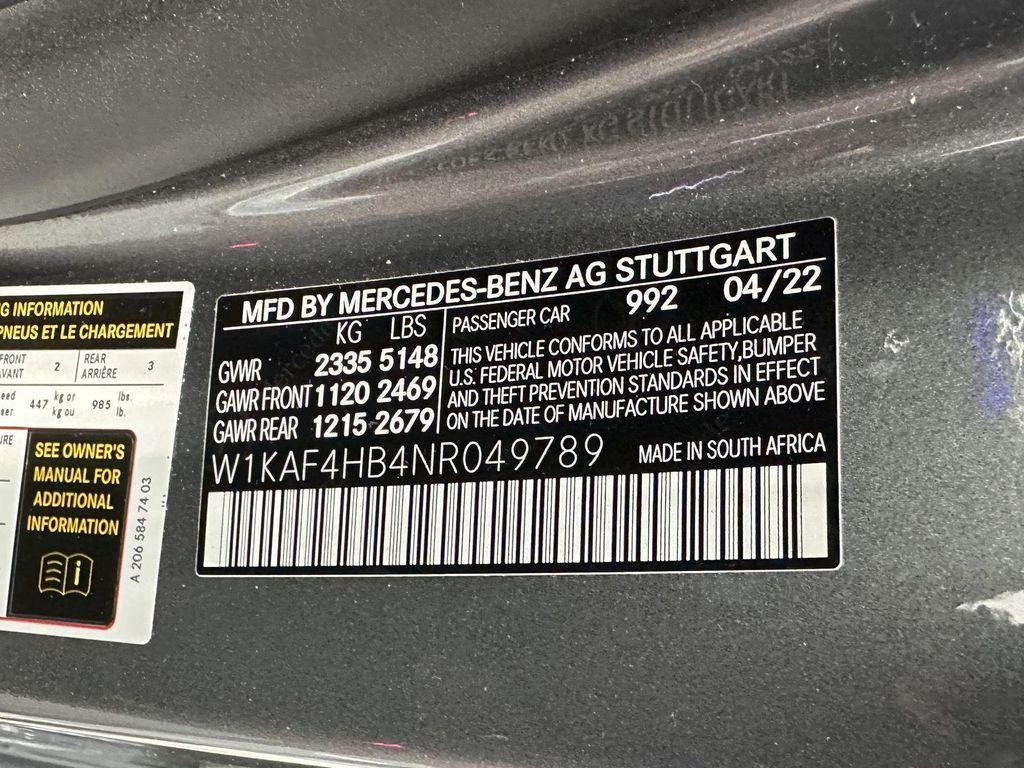 NG INFORMATION
PNEUS ET LE CHARGEMENT
FRONT 2 REAR 3
AVANT ARRIÈRE
447 kg or 985 lbs.
kg ou lb.
SEE OWNER'S
MANUAL FOR
ADDITIONAL
INFORMATION
i
A 206 584 74 03
MFD BY MERCEDES-BENZ AG STUTTGART
KG LBS
GVWR 2335 5148
GAWR FRONT 1120 2469
GAWR REAR 1215 2679
PASSENGER CAR 992 04/22
THIS VEHICLE CONFORMS TO ALL APPLICABLE
U.S. FEDERAL MOTOR VEHICLE SAFETY, BUMPER
AND THEFT PREVENTION STANDARDS IN EFFECT
ON THE DATE OF MANUFACTURE SHOWN ABOVE
W1KAF4HB4NR049789 MADE IN SOUTH AFRICA